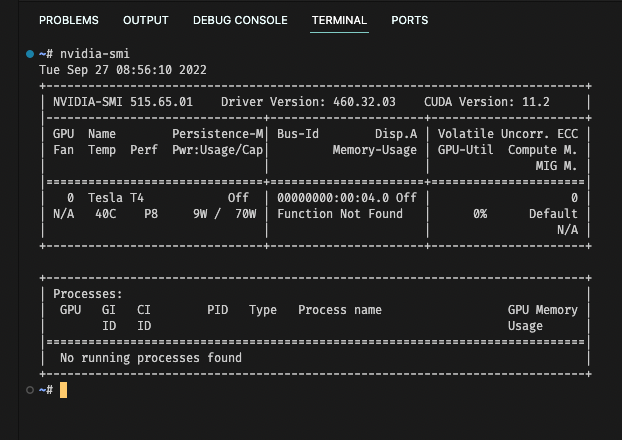 PROBLEMS OUTPUT DEBUG CONSOLE TERMINAL PORTS
~# nvidia-smi
Tue Sep 27 08:56:10 2022
+-----------------------------------------------------------------------------+
| NVIDIA-SMI 515.65.01    Driver Version: 460.32.03    CUDA Version: 11.2     |
|-------------------------------+----------------------+----------------------+
| GPU  Name        Persistence-M| Bus-Id        Disp.A | Volatile Uncorr. ECC |
| Fan  Temp  Perf  Pwr:Usage/Cap|         Memory-Usage | GPU-Util  Compute M. |
|                               |                      |               MIG M. |
|===============================+======================+======================|
|   0  Tesla T4            Off  | 00000000:00:04.0 Off |                    0 |
| N/A   40C    P8     9W /  70W | Function Not Found   |      0%      Default |
|                               |                      |                  N/A |
+-------------------------------+----------------------+----------------------+
+-----------------------------------------------------------------------------+
| Processes:                                                                  |
|  GPU   GI   CI        PID   Type   Process name                  GPU Memory |
|        ID   ID                                                   Usage      |
|=============================================================================|
|  No running processes found                                                 |
+-----------------------------------------------------------------------------+
~#